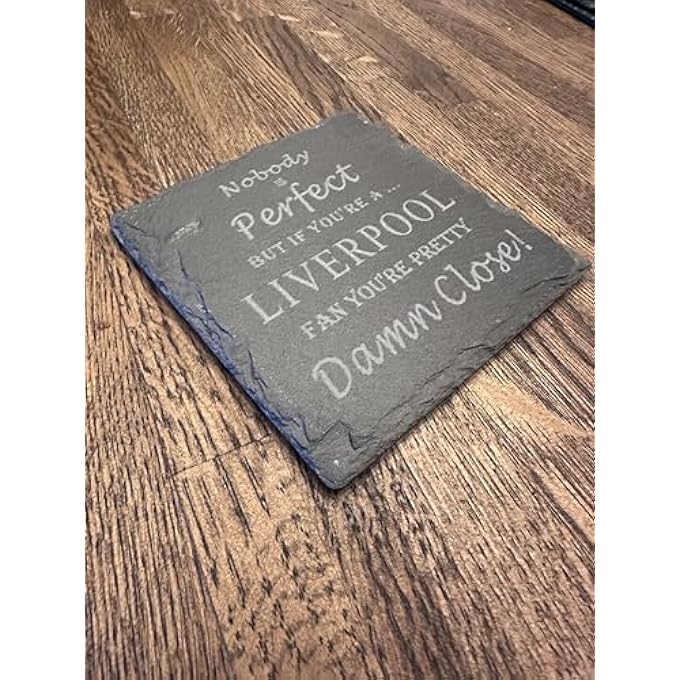 Nobody
is
Perfect
BUT IF YOU'RE A ...
LIVERPOOL
FAN YOU'RE PRETTY
Damn Close!